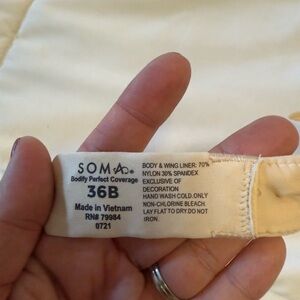 SOMA®
Bodify Perfect Coverage
36B
Made in Vietnam
RN# 79984
0721
BODY & WING LINER: 70%
NYLON 30% SPANDEX
EXCLUSIVE OF
DECORATION
HAND WASH COLD. ONLY
NON-CHLORINE BLEACH.
LAY FLAT TO DRY. DO NOT
IRON.